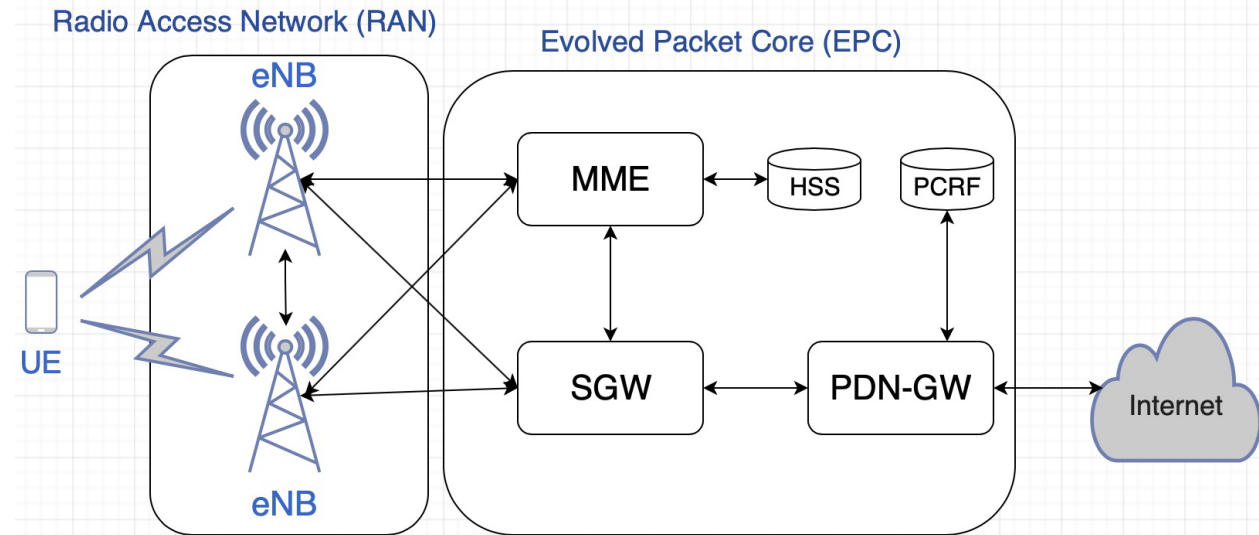 Radio Access Network (RAN)
Evolved Packet Core (EPC)
eNB
MME
HSS
PCRF
UE
SGW
PDN-GW
Internet
eNB